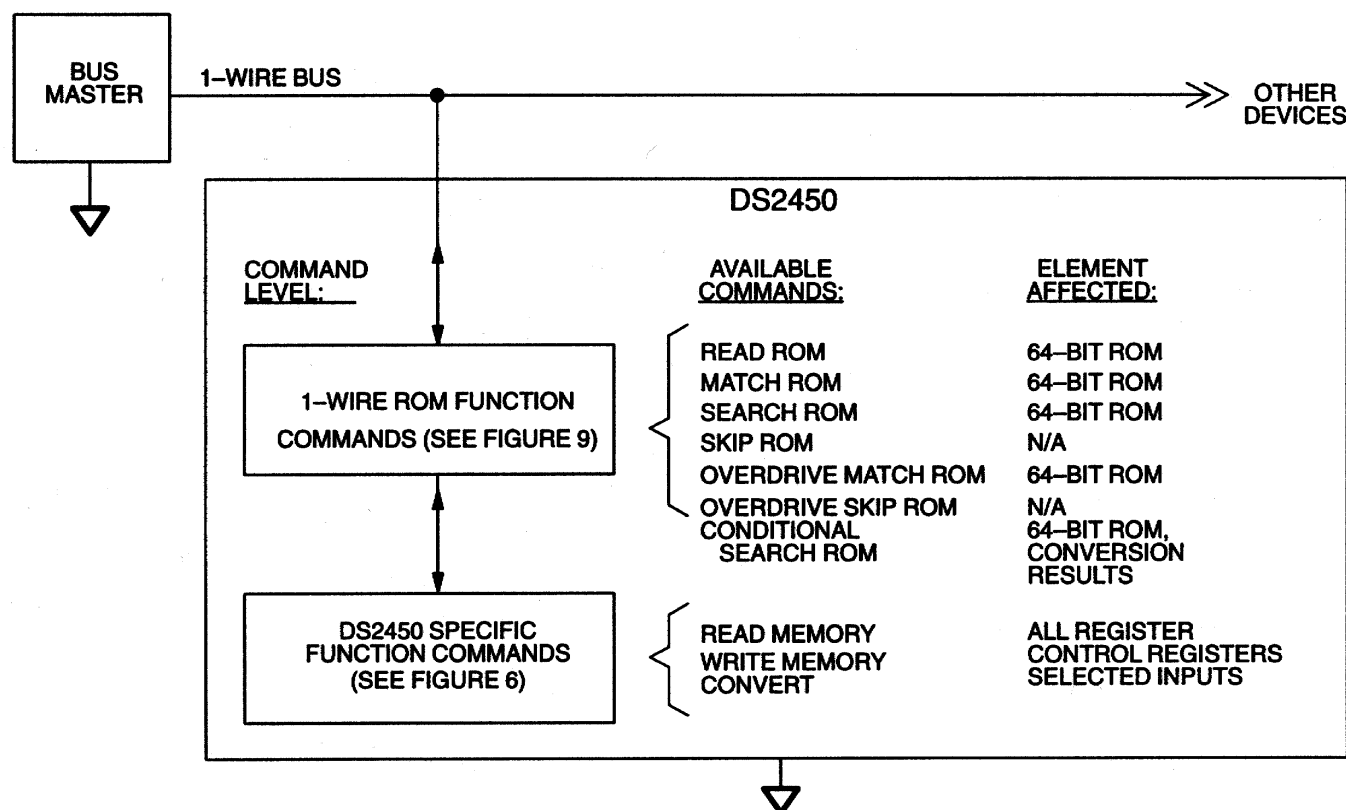 BUS
MASTER
1–WIRE BUS
OTHER
DEVICES
DS2450
COMMAND
LEVEL:
AVAILABLE
COMMANDS:
ELEMENT
AFFECTED:
1–WIRE ROM FUNCTION
COMMANDS (SEE FIGURE 9)
READ ROM 64–BIT ROM
MATCH ROM 64–BIT ROM
SEARCH ROM 64–BIT ROM
SKIP ROM N/A
OVERDRIVE MATCH ROM 64–BIT ROM
OVERDRIVE SKIP ROM N/A
CONDITIONAL 64–BIT ROM,
SEARCH ROM CONVERSION
RESULTS
DS2450 SPECIFIC
FUNCTION COMMANDS
(SEE FIGURE 6)
READ MEMORY ALL REGISTER
WRITE MEMORY CONTROL REGISTERS
CONVERT SELECTED INPUTS